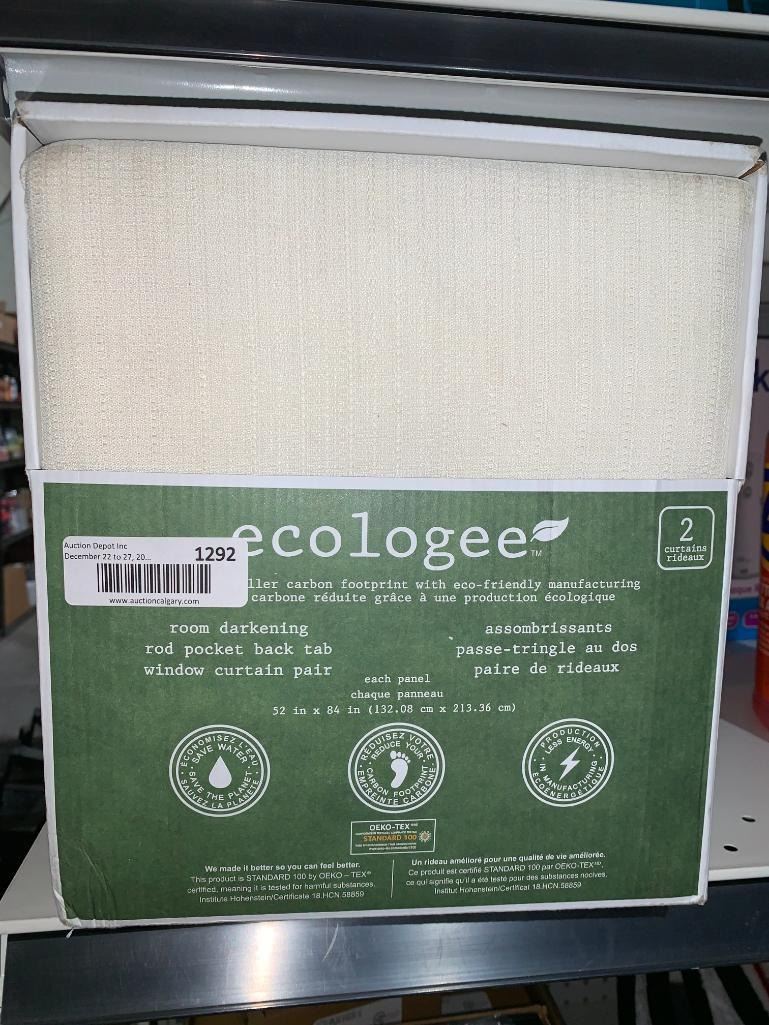 ecologee
TM
2
curtains
rideaux
Auction Depot Inc
December 22 to 27, 20...
1292
www.auctioncalgary.com
ller carbon footprint with eco-friendly manufacturing
carbone réduite grâce à une production écologique
room darkening
rod pocket back tab
window curtain pair
assombrissants
passe-tringle au dos
paire de rideaux
each panel
chaque panneau
52 in x 84 in (132.08 cm x 213.36 cm)
ÉCONOMISEZ L'EAU
SAVE WATER
SAVE THE PLANET
SAUVEZ LA PLANÈTE
RÉDUISEZ VOTRE
REDUCE YOUR
CARBON FOOTPRINT
EMPREINTE CARBONE
PRODUCTION
LESS ENERGY
IN MANUFACTURING
ÉCOÉNERGÉTIQUE
OEKO-TEX
STANDARD 100
We made it better so you can feel better.
This product is STANDARD 100 by OEKO – TEX®
certified, meaning it is tested for harmful substances.
Institute Hohenstein/Certificate 18.HCN.58859
Un rideau amélioré pour une qualité de vie améliorée.
Ce produit est certifié STANDARD 100 par OEKO-TEX
ce qui signifie qu'il a été testé pour des substances nocives.
Institut Hohenstein/Certificat 18.HCN.58859